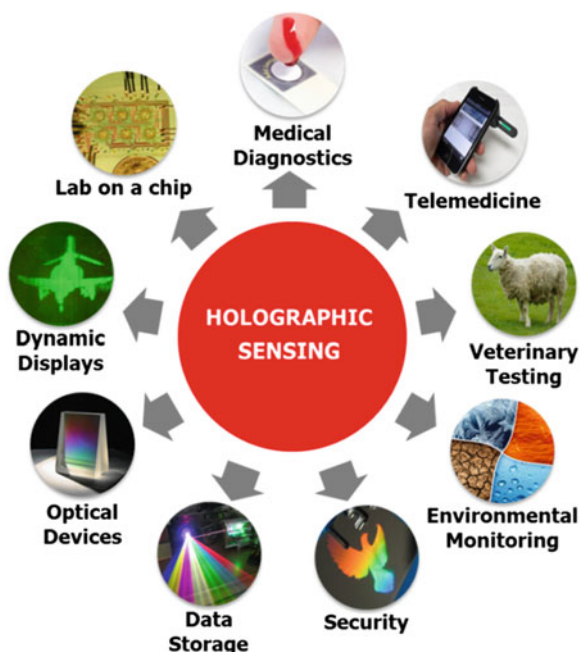 Medical
Diagnostics
Telemedicine
Veterinary
Testing
Environmental
Monitoring
Security
Data
Storage
Optical
Devices
Dynamic
Displays
Lab on a chip
HOLOGRAPHIC
SENSING